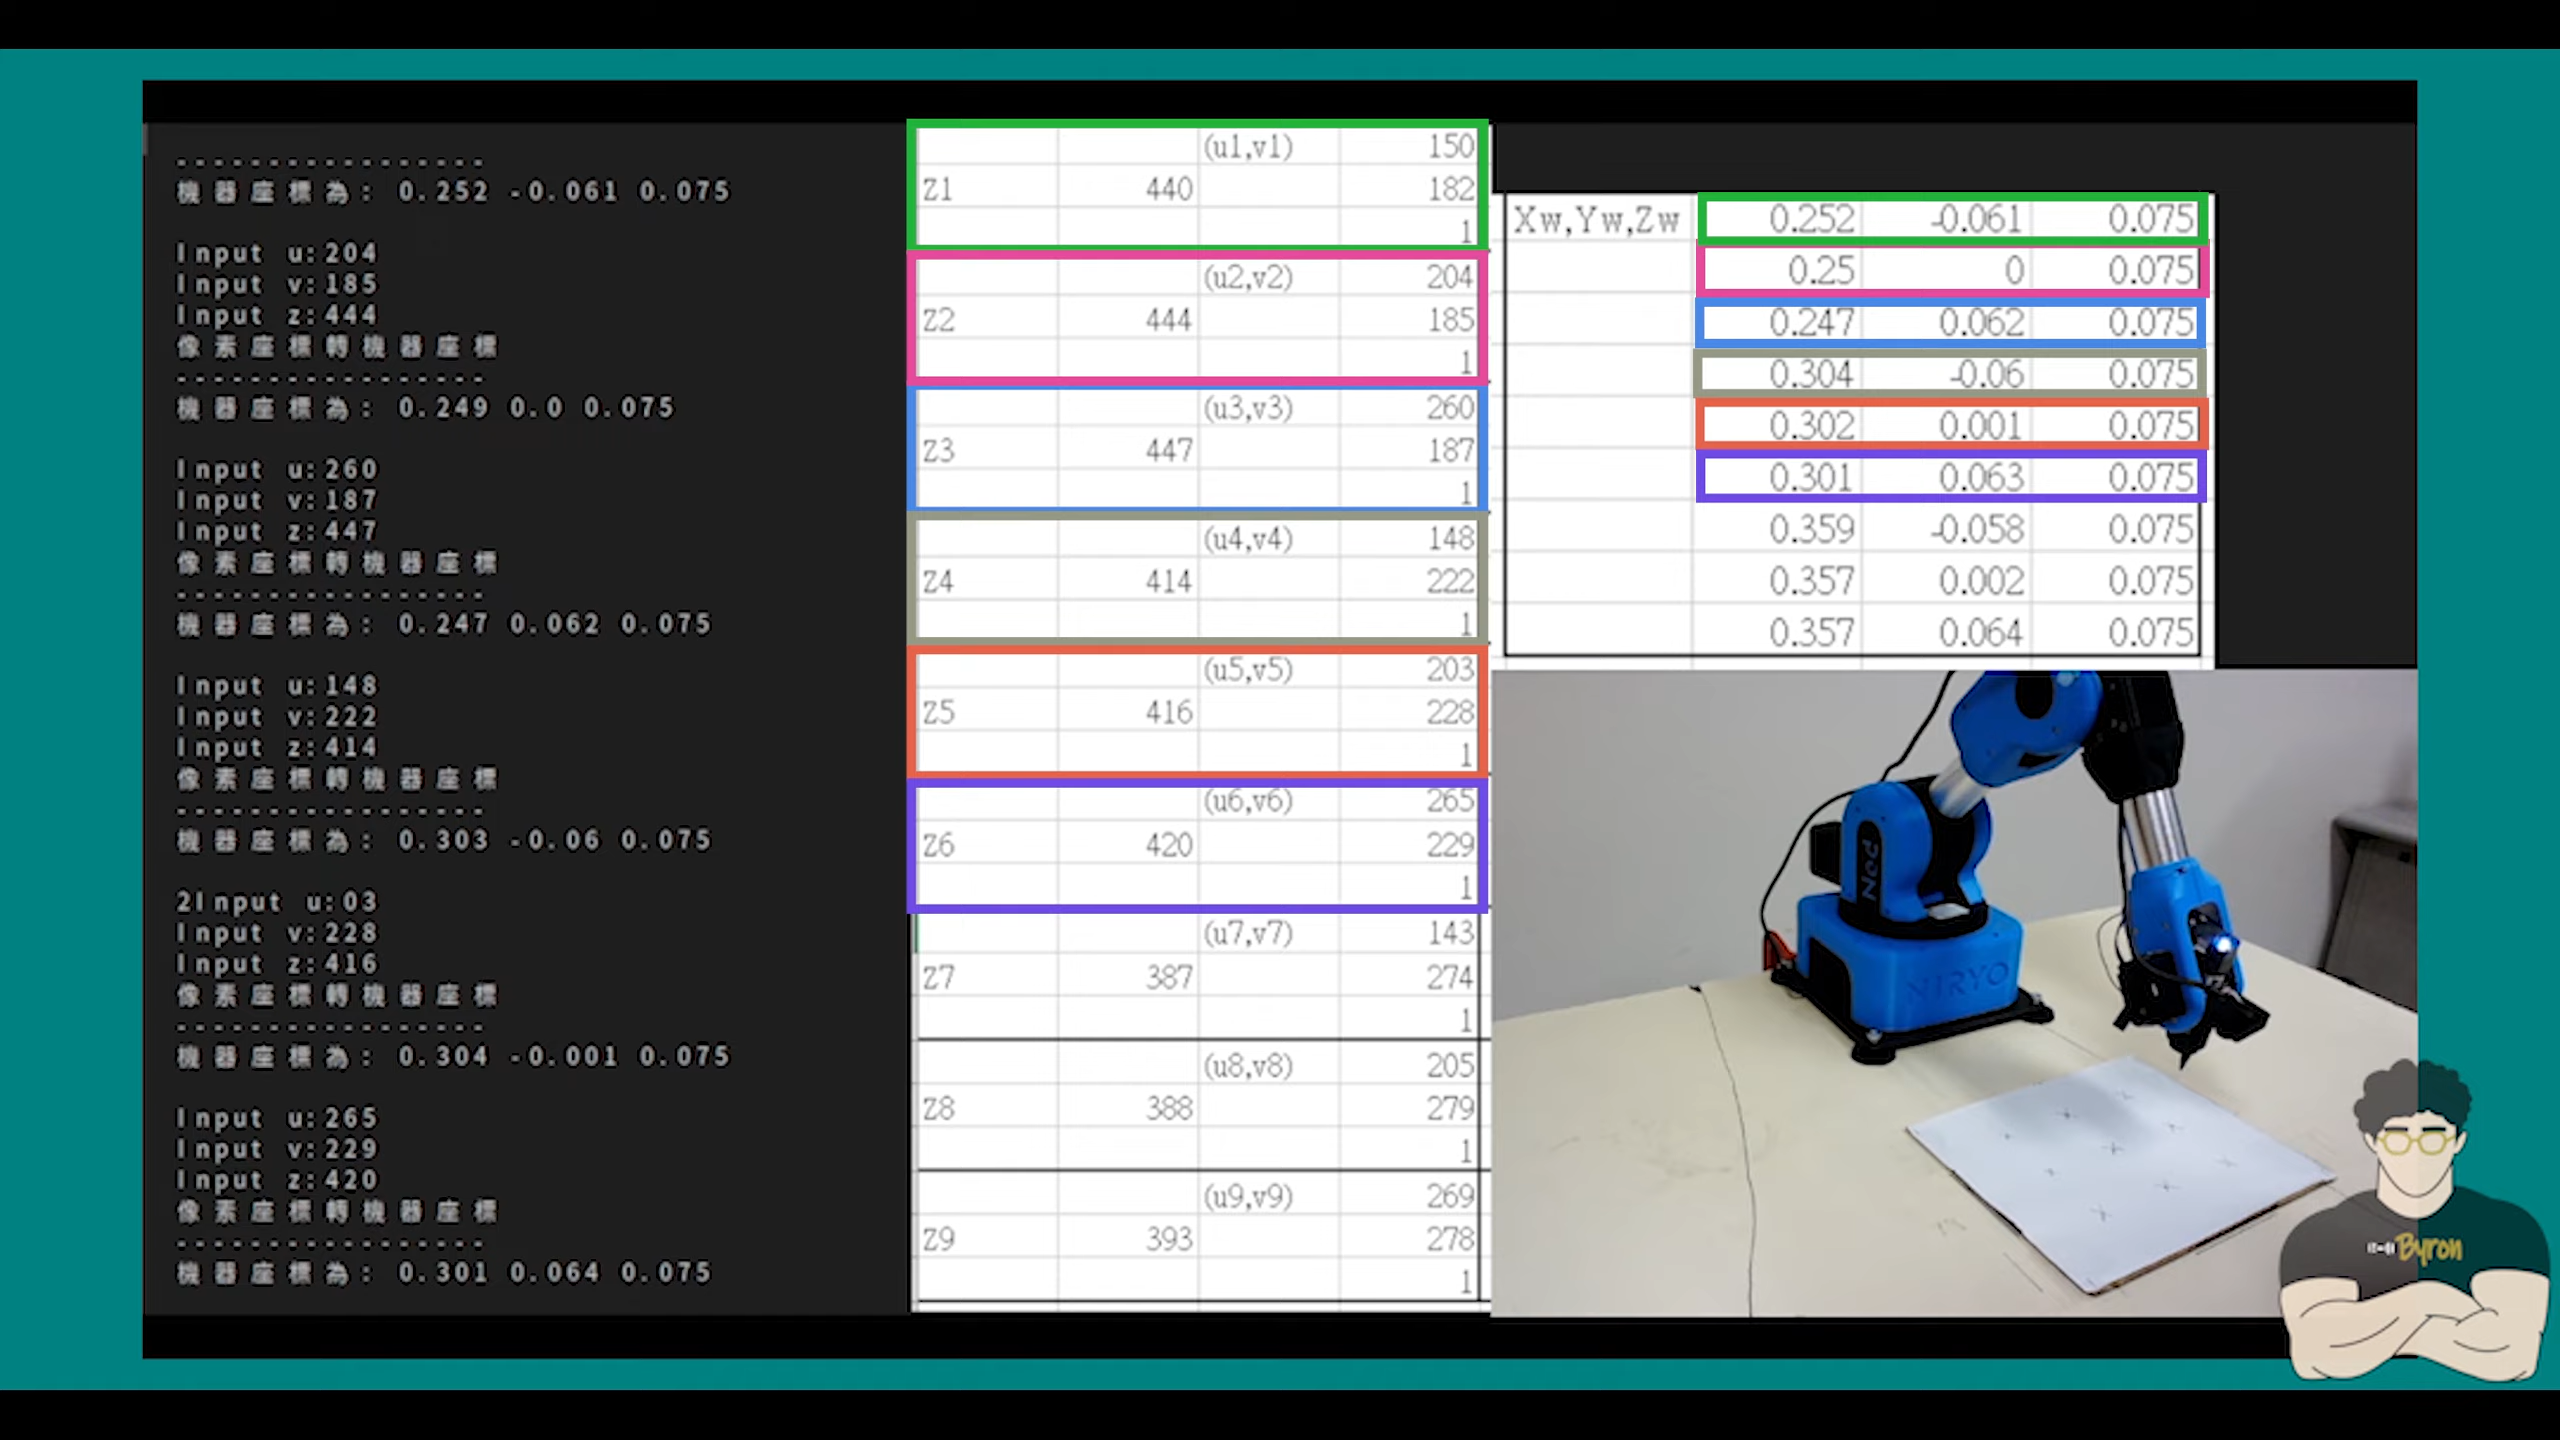 -----------------
機器座標為: 0.252 -0.061 0.075
Input u:204
Input v:185
Input z:444
像素座標轉機器座標
-----------------
機器座標為: 0.249 0.0 0.075
Input u:260
Input v:187
Input z:447
像素座標轉機器座標
-----------------
機器座標為: 0.247 0.062 0.075
Input u:148
Input v:222
Input z:414
像素座標轉機器座標
-----------------
機器座標為: 0.303 -0.06 0.075
2Input u:03
Input v:228
Input z:416
像素座標轉機器座標
-----------------
機器座標為: 0.304 -0.001 0.075
Input u:265
Input v:229
Input z:420
像素座標轉機器座標
-----------------
機器座標為: 0.301 0.064 0.075
(u1,v1) 150
Z1 440 182
1
(u2,v2) 204
Z2 444 185
1
(u3,v3) 260
Z3 447 187
1
(u4,v4) 148
Z4 414 222
1
(u5,v5) 203
Z5 416 228
1
(u6,v6) 265
Z6 420 229
1
(u7,v7) 143
Z7 387 274
1
(u8,v8) 205
Z8 388 279
1
(u9,v9) 269
Z9 393 278
1
Xw,Yw,Zw 0.252 -0.061 0.075
0.25 0 0.075
0.247 0.062 0.075
0.304 -0.06 0.075
0.302 0.001 0.075
0.301 0.063 0.075
0.359 -0.058 0.075
0.357 0.002 0.075
0.357 0.064 0.075
Ned
NIRYO
Byron